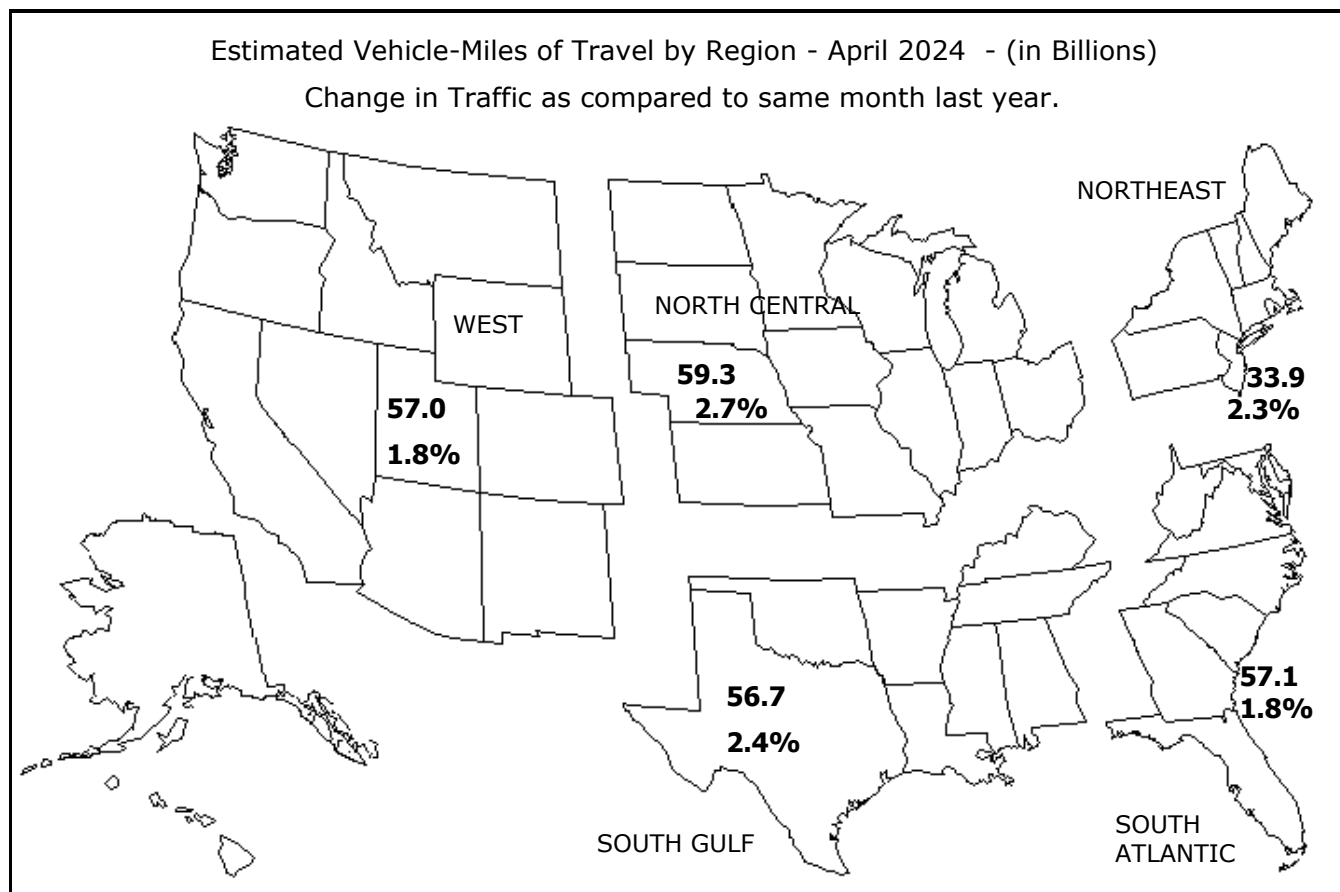 Estimated Vehicle-Miles of Travel by Region - April 2024 - (in Billions)
Change in Traffic as compared to same month last year.
NORTHEAST
33.9
2.3%
NORTH CENTRAL
59.3
2.7%
WEST
57.0
1.8%
SOUTH GULF
56.7
2.4%
57.1
1.8%
SOUTH
ATLANTIC